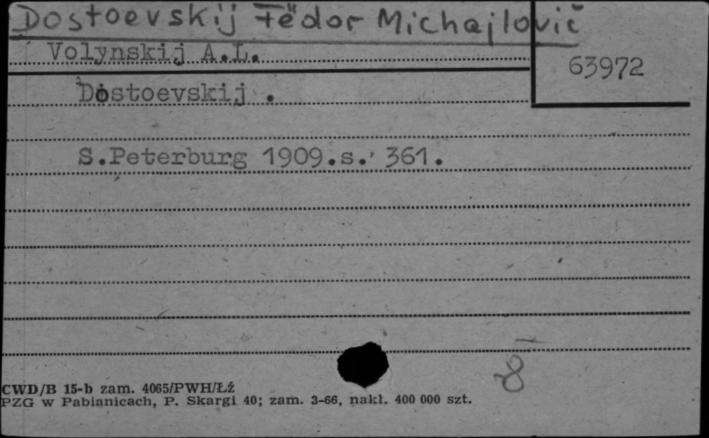 Dostoevskij Fëdor Michajlovič
Volynskij A.L.
63972
Dostoevskij.
S.Peterburg 1909.s. 361.
8
CWD/B 15-b zam. 4065/PWH/ŁŻ
PZG w Pabianicach, P. Skargi 40; zam. 3-66, nakł. 400 000 szt.